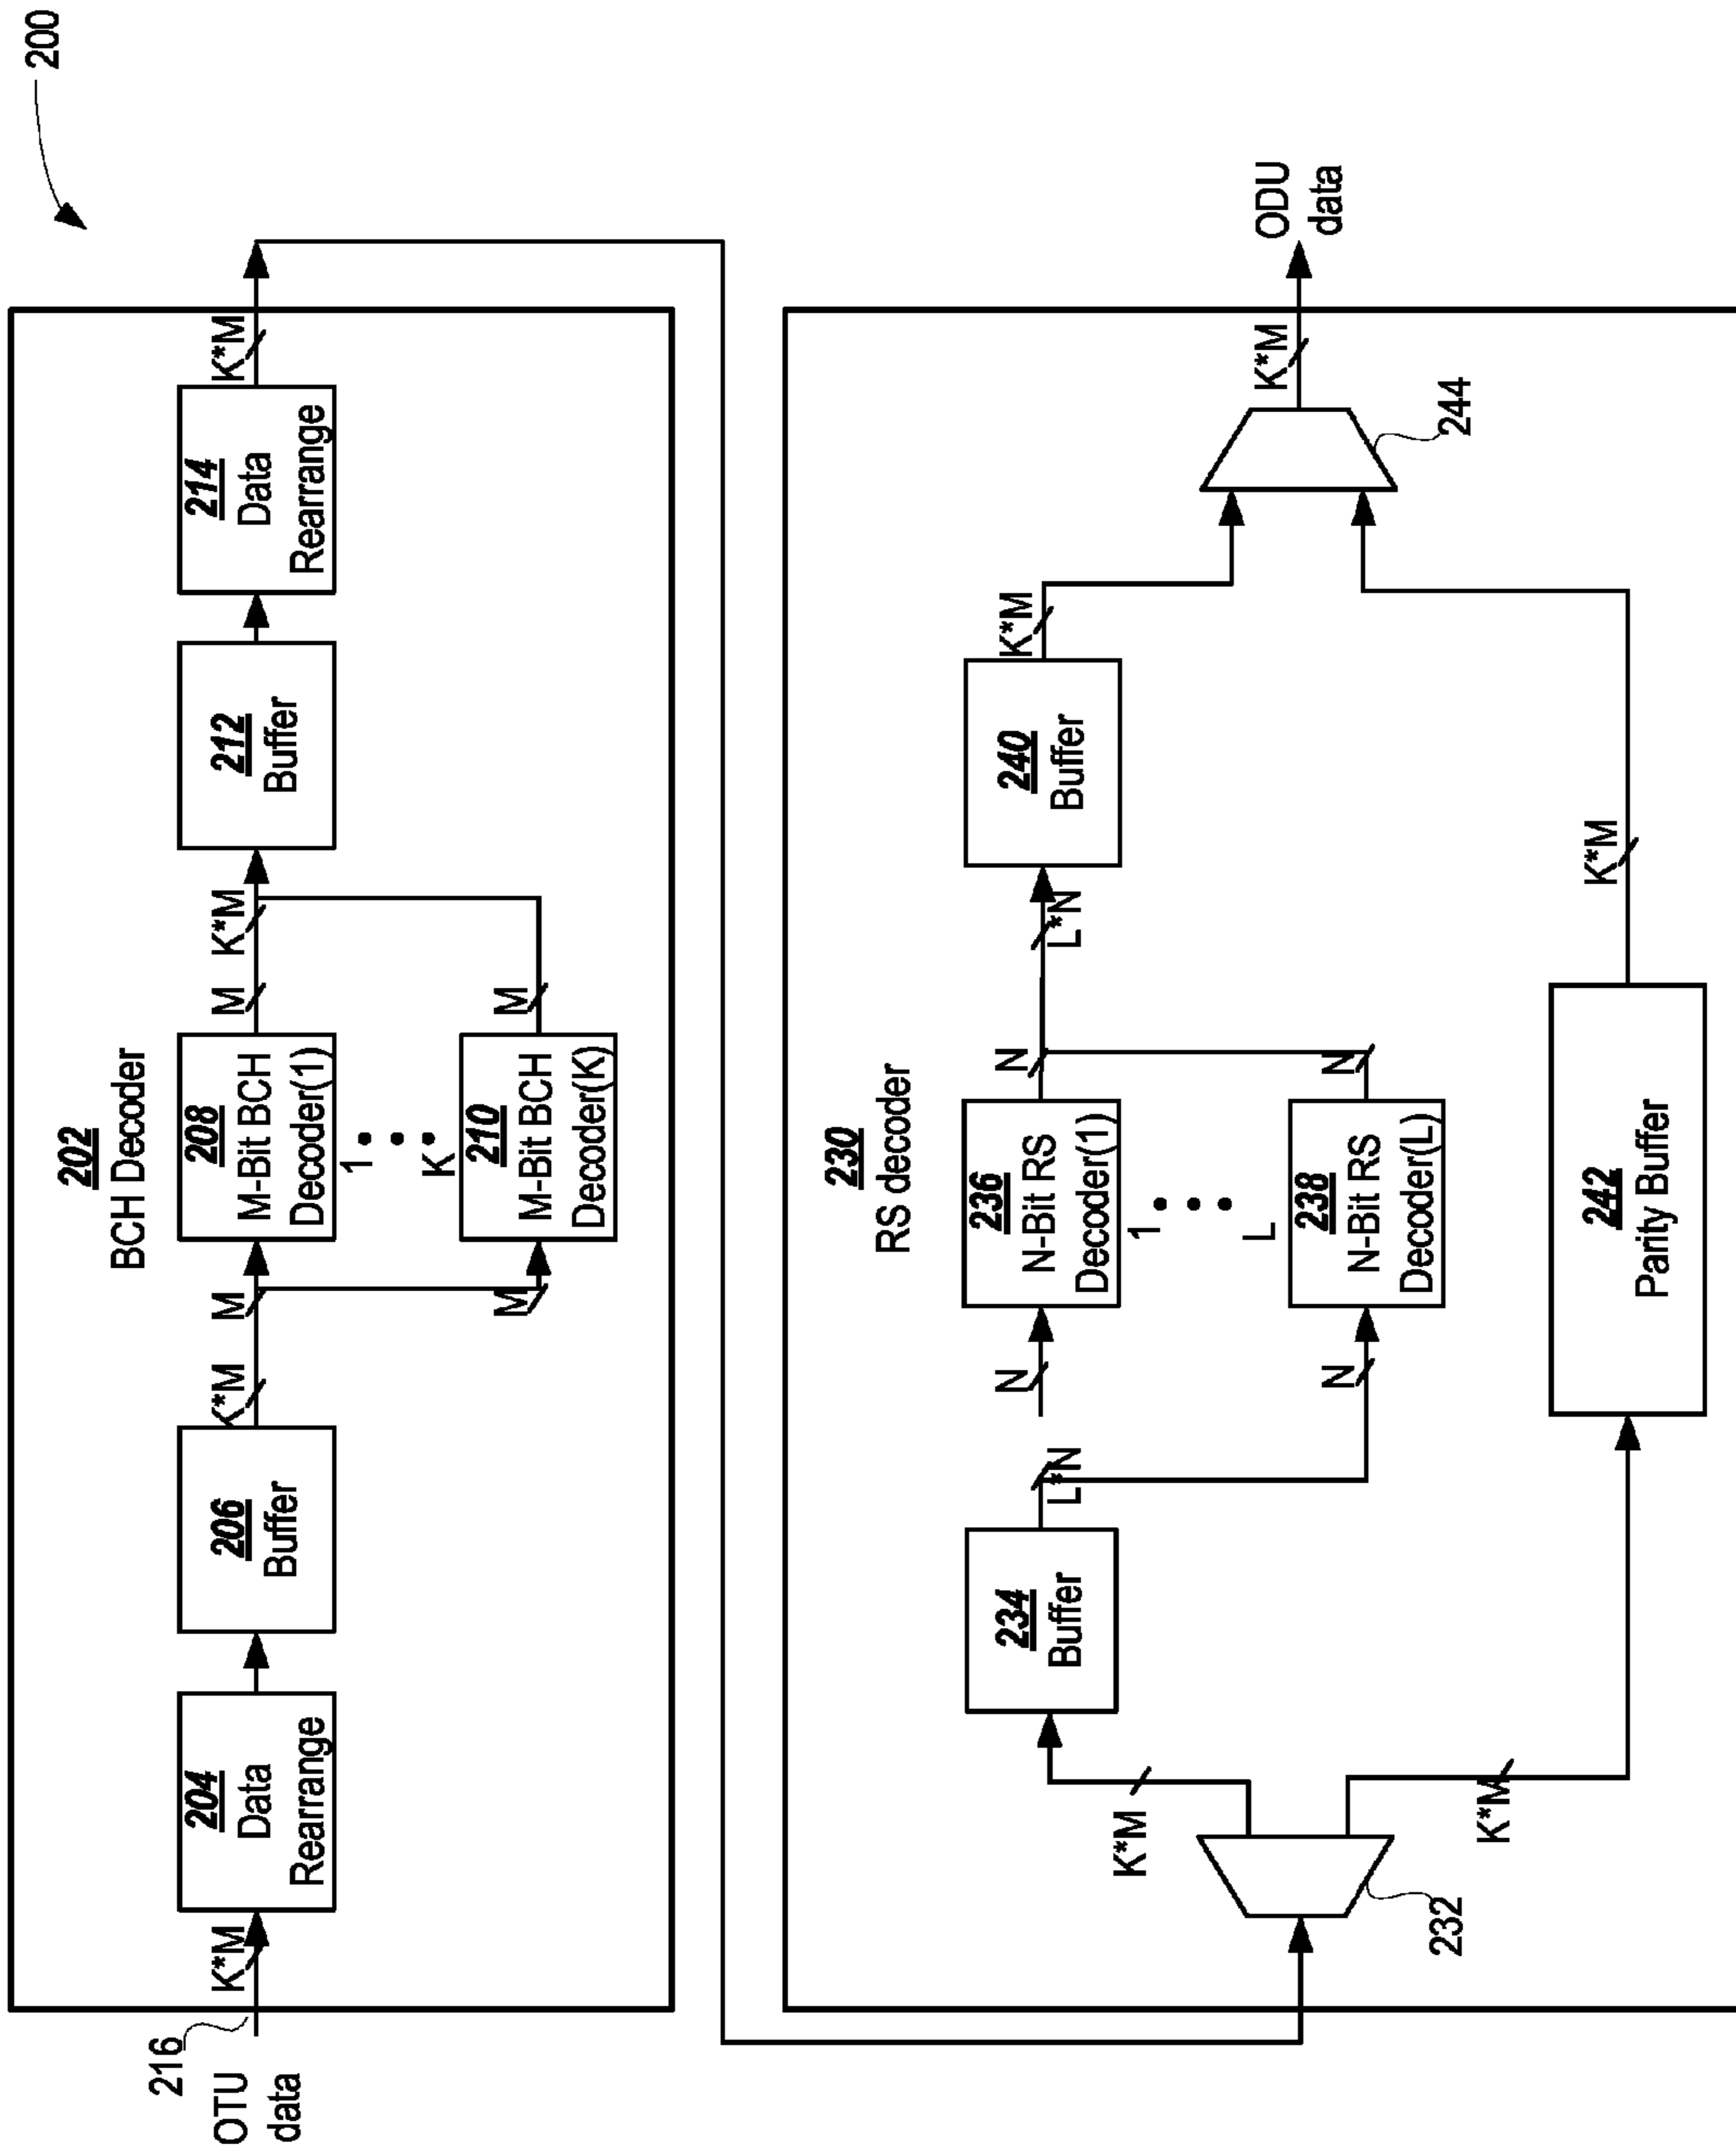 200
202
BCH Decoder
216
OTU
data
K*M
204
Data
Rearrange
206
Buffer
K*M
M
M
208
M-Bit BCH
Decoder(1)
1
K
210
M-Bit BCH
Decoder(K)
M
M
K*M
212
Buffer
214
Data
Rearrange
K*M
230
RS decoder
232
K*M
K*M
234
Buffer
L*N
N
N
236
N-Bit RS
Decoder(1)
1
L
238
N-Bit RS
Decoder(L)
N
N
L*N
240
Buffer
K*M
242
Parity Buffer
K*M
244
K*M
ODU
data